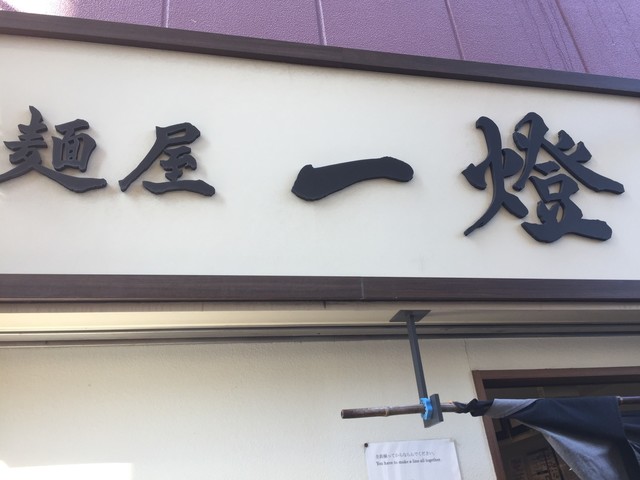 麺屋 一燈
You have to make a line all together.